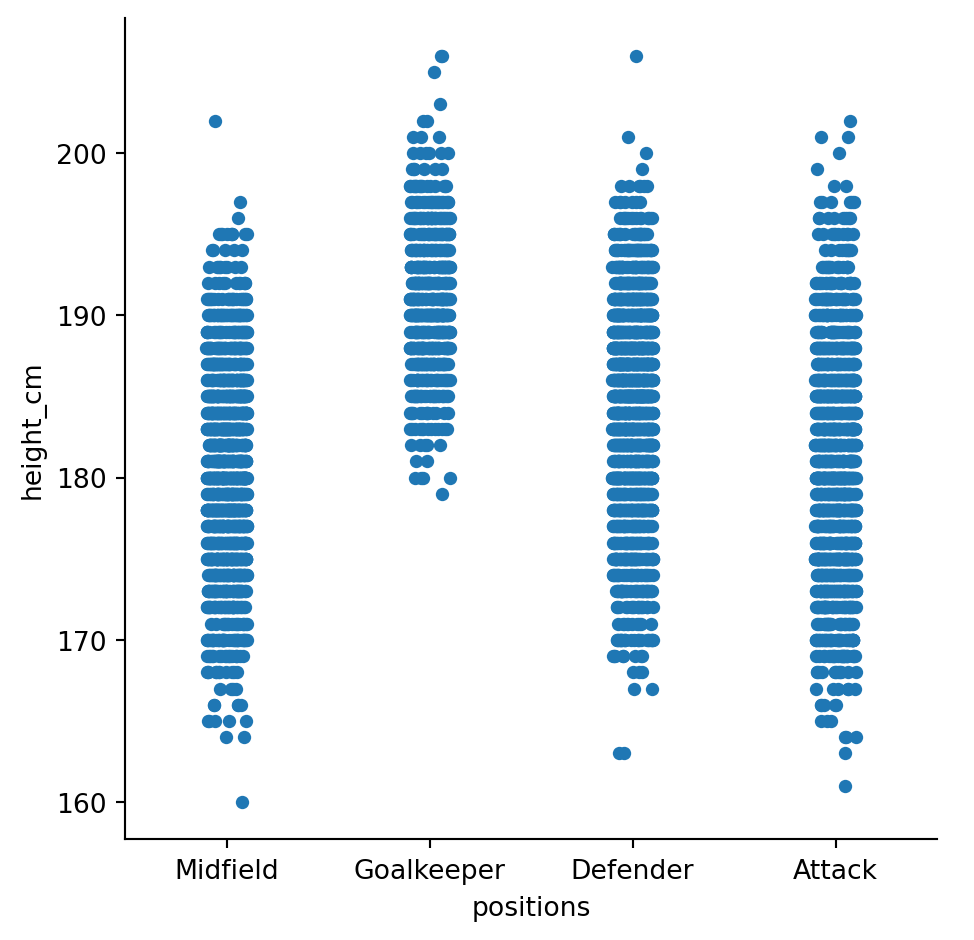 200
190
180
170
160
height_cm
Midfield
Goalkeeper
Defender
Attack
positions